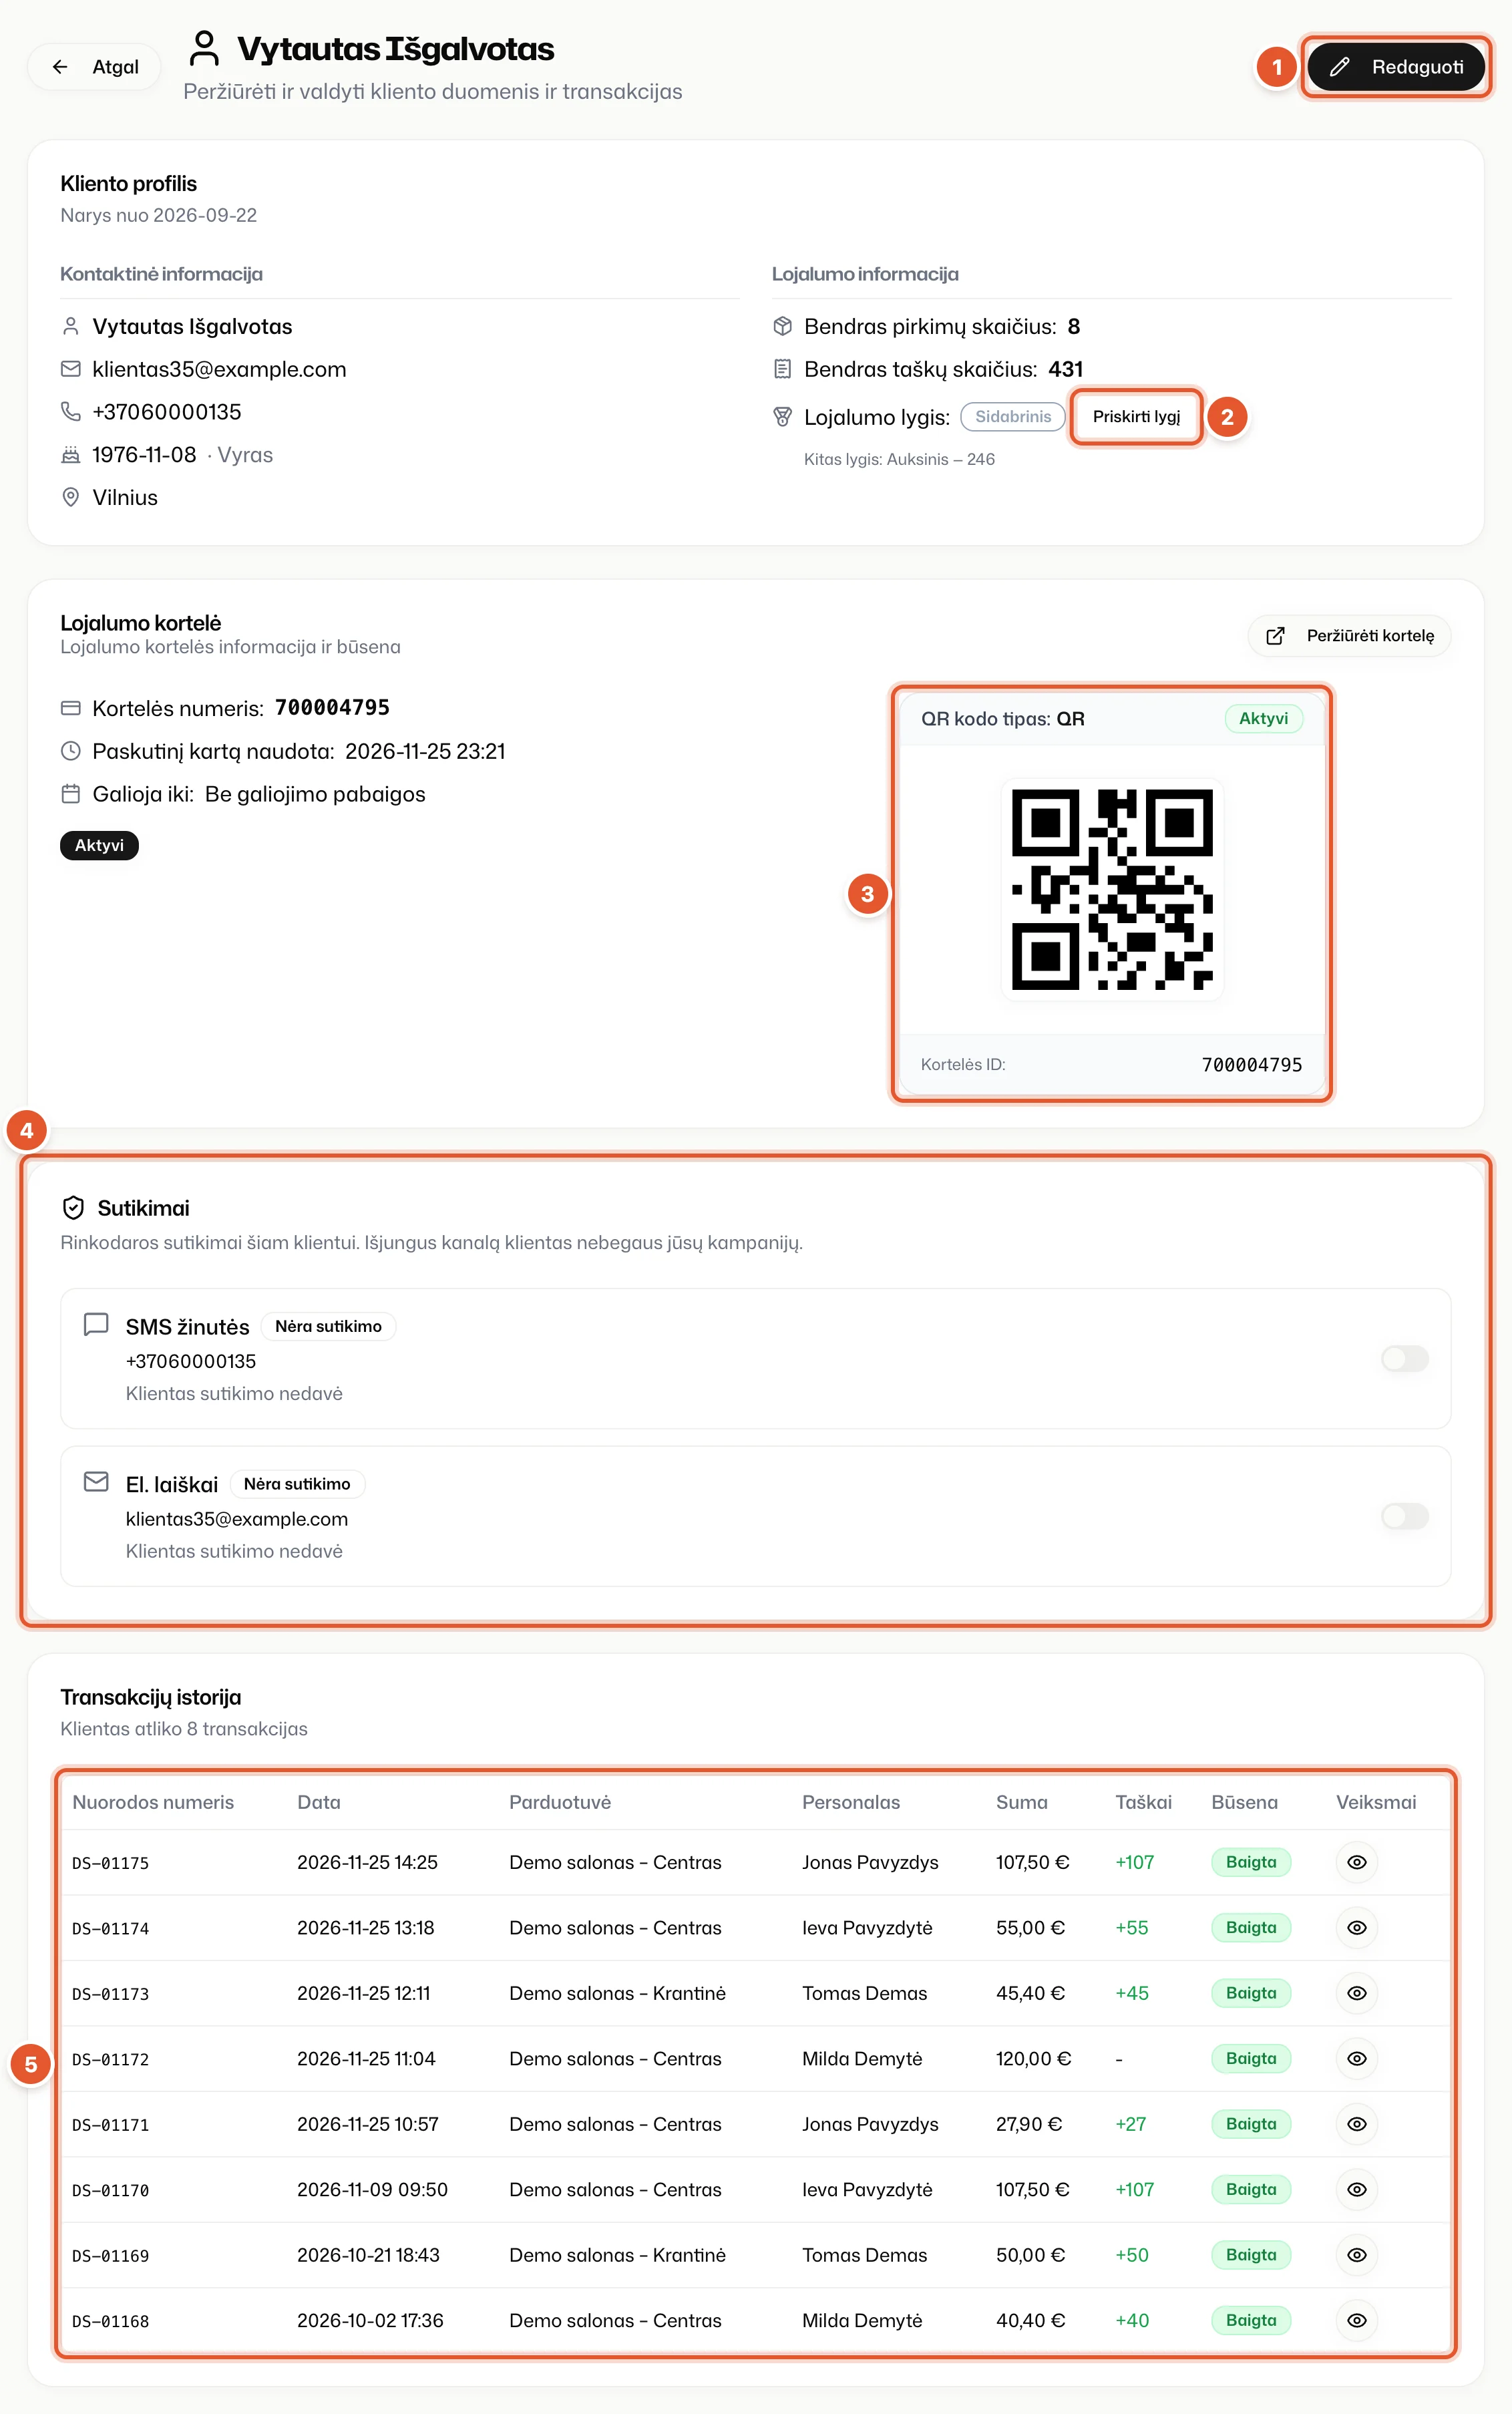 Atgal
Vytautas Išgalvotas
Peržiūrėti ir valdyti kliento duomenis ir transakcijas
1
Redaguoti
Kliento profilis
Narys nuo 2026-09-22
Kontaktinė informacija
Vytautas Išgalvotas
klientas35@example.com
+37060000135
1976-11-08 · Vyras
Vilnius
Lojalumo informacija
Bendras pirkimų skaičius: 8
Bendras taškų skaičius: 431
Lojalumo lygis: Sidabrinis Priskirti lygį 2
Kitas lygis: Auksinis – 246
Lojalumo kortelė
Lojalumo kortelės informacija ir būsena
Peržiūrėti kortelę
Kortelės numeris: 700004795
Paskutinį kartą naudota: 2026-11-25 23:21
Galioja iki: Be galiojimo pabaigos
Aktyvi
3
QR kodo tipas: QR Aktyvi
Kortelės ID: 700004795
4
Sutikimai
Rinkodaros sutikimai šiam klientui. Išjungus kanalą klientas nebegaus jūsų kampanijų.
SMS žinutės Nėra sutikimo
+37060000135
Klientas sutikimo nedavė
El. laiškai Nėra sutikimo
klientas35@example.com
Klientas sutikimo nedavė
Transakcijų istorija
Klientas atliko 8 transakcijas
5
Nuorodos numeris Data Parduotuvė Personalas Suma Taškai Būsena Veiksmai
DS-01175 2026-11-25 14:25 Demo salonas – Centras Jonas Pavyzdys 107,50 € +107 Baigta
DS-01174 2026-11-25 13:18 Demo salonas – Centras Ieva Pavyzdytė 55,00 € +55 Baigta
DS-01173 2026-11-25 12:11 Demo salonas – Krantinė Tomas Demas 45,40 € +45 Baigta
DS-01172 2026-11-25 11:04 Demo salonas – Centras Milda Demytė 120,00 € - Baigta
DS-01171 2026-11-25 10:57 Demo salonas – Centras Jonas Pavyzdys 27,90 € +27 Baigta
DS-01170 2026-11-09 09:50 Demo salonas – Centras Ieva Pavyzdytė 107,50 € +107 Baigta
DS-01169 2026-10-21 18:43 Demo salonas – Krantinė Tomas Demas 50,00 € +50 Baigta
DS-01168 2026-10-02 17:36 Demo salonas – Centras Milda Demytė 40,40 € +40 Baigta